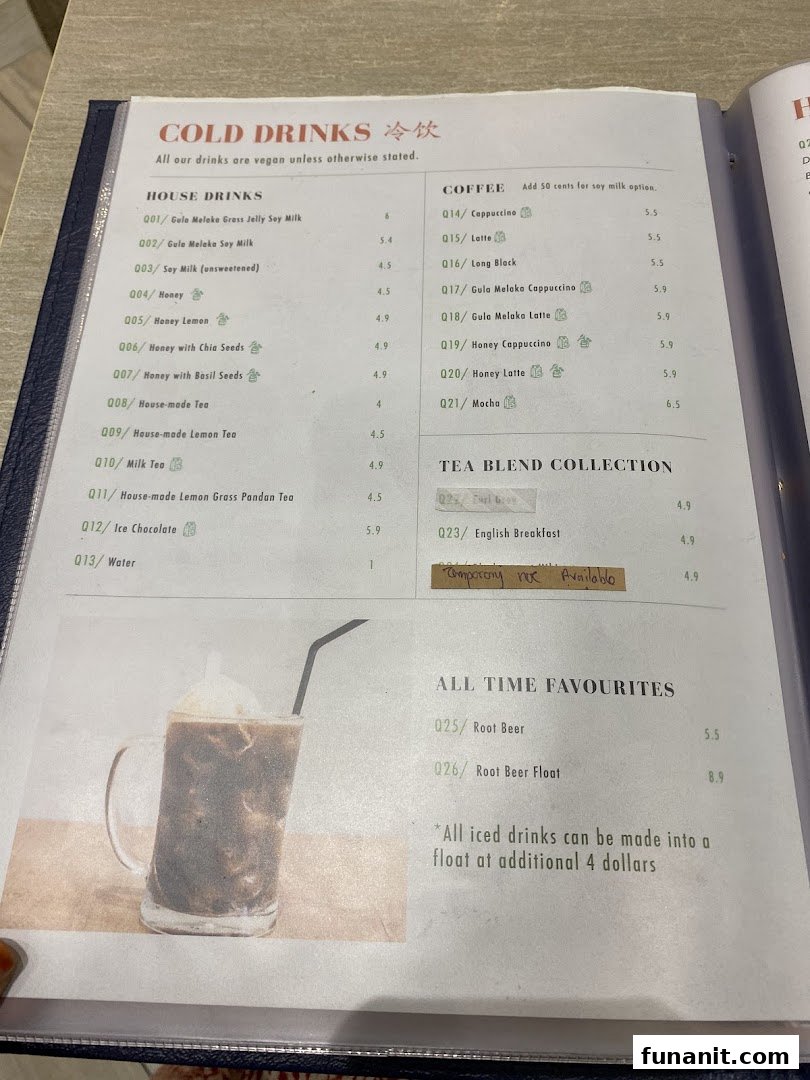 COLD DRINKS 冷饮
All our drinks are vegan unless otherwise stated.
HOUSE DRINKS
Q01/ Gula Melaka Grass Jelly Soy Milk 6
Q02/ Gula Melaka Soy Milk 5.4
Q03/ Soy Milk (unsweetened) 4.5
Q04/ Honey 4.5
Q05/ Honey Lemon 4.9
Q06/ Honey with Chia Seeds 4.9
Q07/ Honey with Basil Seeds 4.9
Q08/ House-made Tea 4
Q09/ House-made Lemon Tea 4.5
Q10/ Milk Tea 4.9
Q11/ House-made Lemon Grass Pandan Tea 4.5
Q12/ Ice Chocolate 5.9
Q13/ Water 1
COFFEE Add 50 cents for soy milk option.
Q14/ Cappuccino 5.5
Q15/ Latte 5.5
Q16/ Long Black 5.5
Q17/ Gula Melaka Cappuccino 5.9
Q18/ Gula Melaka Latte 5.9
Q19/ Honey Cappuccino 5.9
Q20/ Honey Latte 5.9
Q21/ Mocha 6.5
TEA BLEND COLLECTION
Q22/ Earl Grey 4.9
Q23/ English Breakfast 4.9
Temporary not Available 4.9
ALL TIME FAVOURITES
Q25/ Root Beer 5.5
Q26/ Root Beer Float 8.9
*All iced drinks can be made into a
float at additional 4 dollars
funanit.com